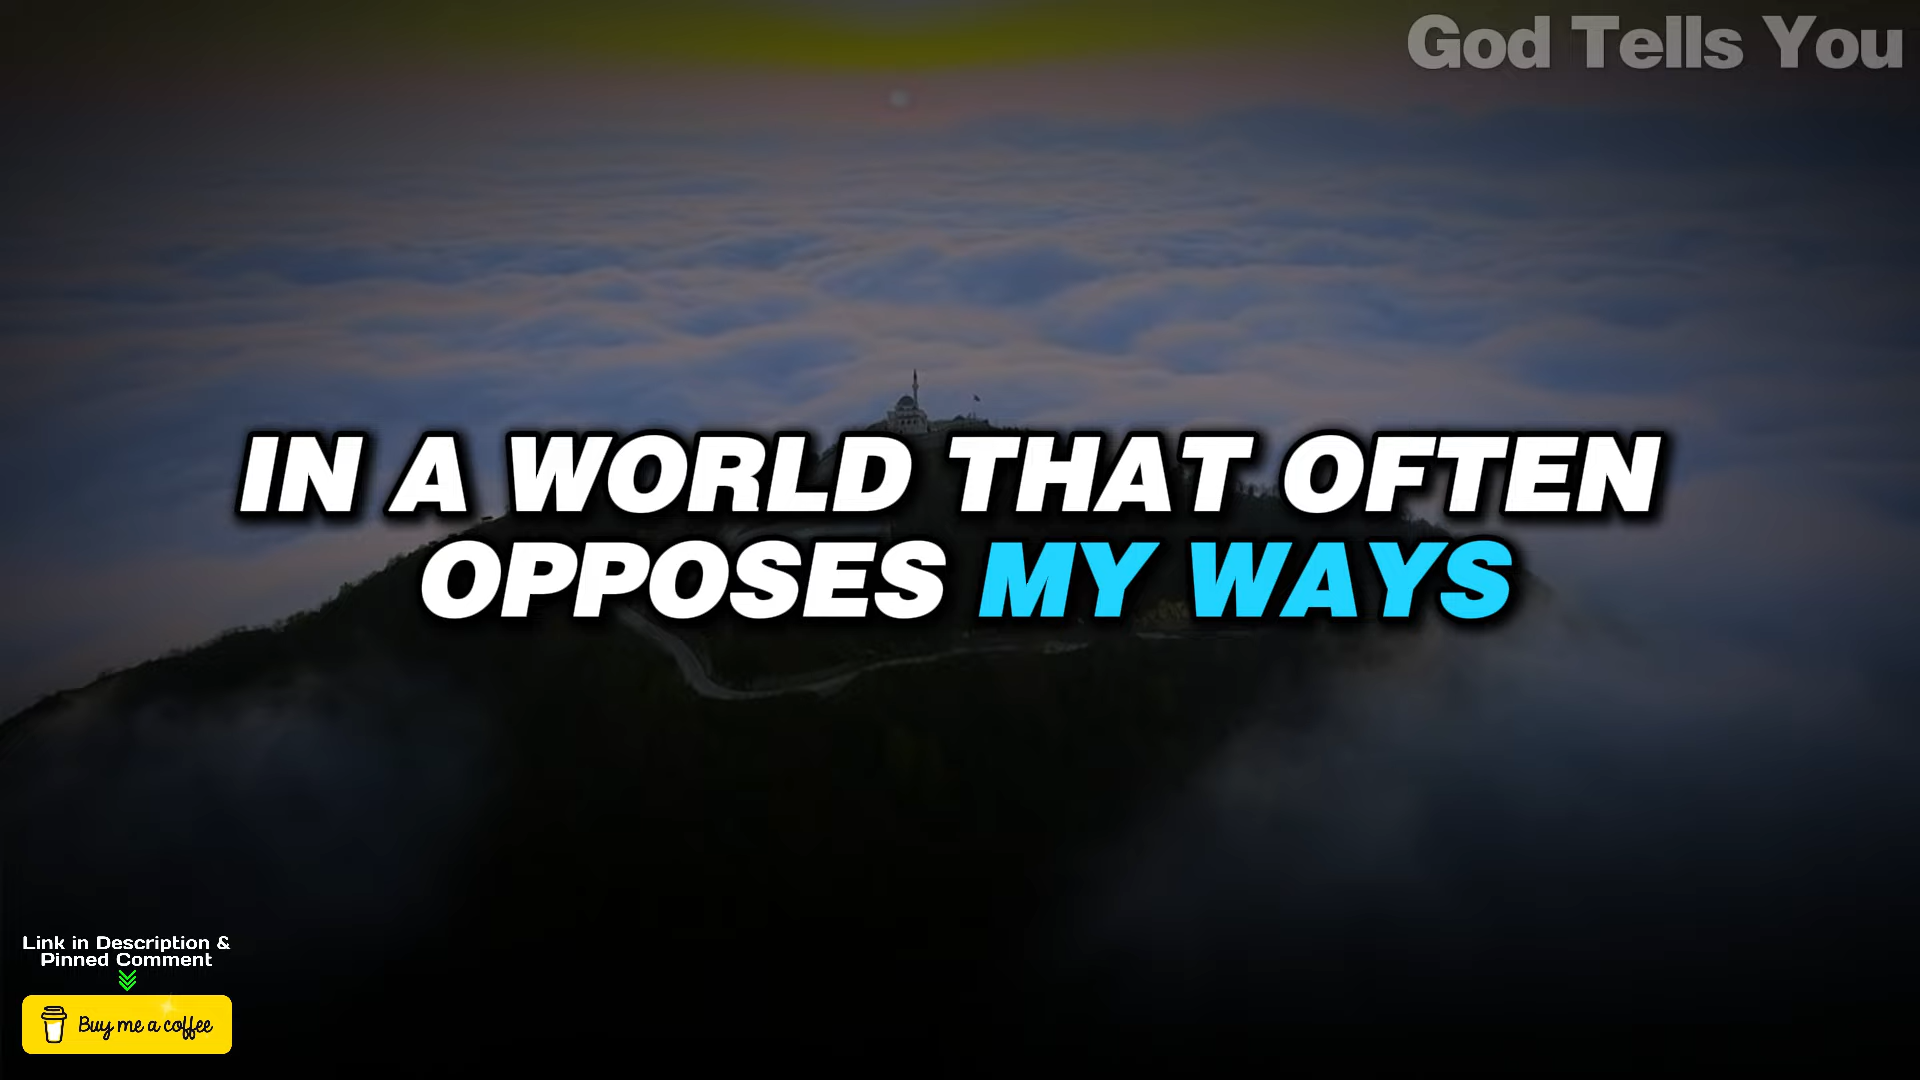 God Tells You
IN A WORLD THAT OFTEN
OPPOSES MY WAYS
Link in Description &
Pinned Comment
Buy me a coffee